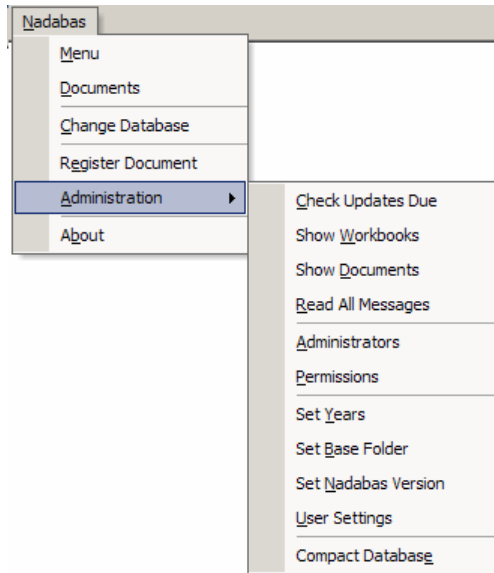 Nadabas
Menu
Documents
Change Database
Register Document
Administration
About
Check Updates Due
Show Workbooks
Show Documents
Read All Messages
Administrators
Permissions
Set Years
Set Base Folder
Set Nadabas Version
User Settings
Compact Database